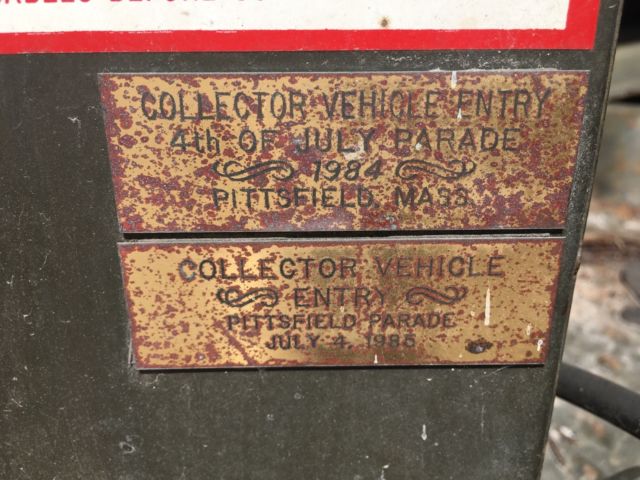 COLLECTOR VEHICLE ENTRY
4th OF JULY PARADE
1984
PITTSFIELD, MASS.
COLLECTOR VEHICLE
ENTRY
PITTSFIELD PARADE
JULY 4, 1985